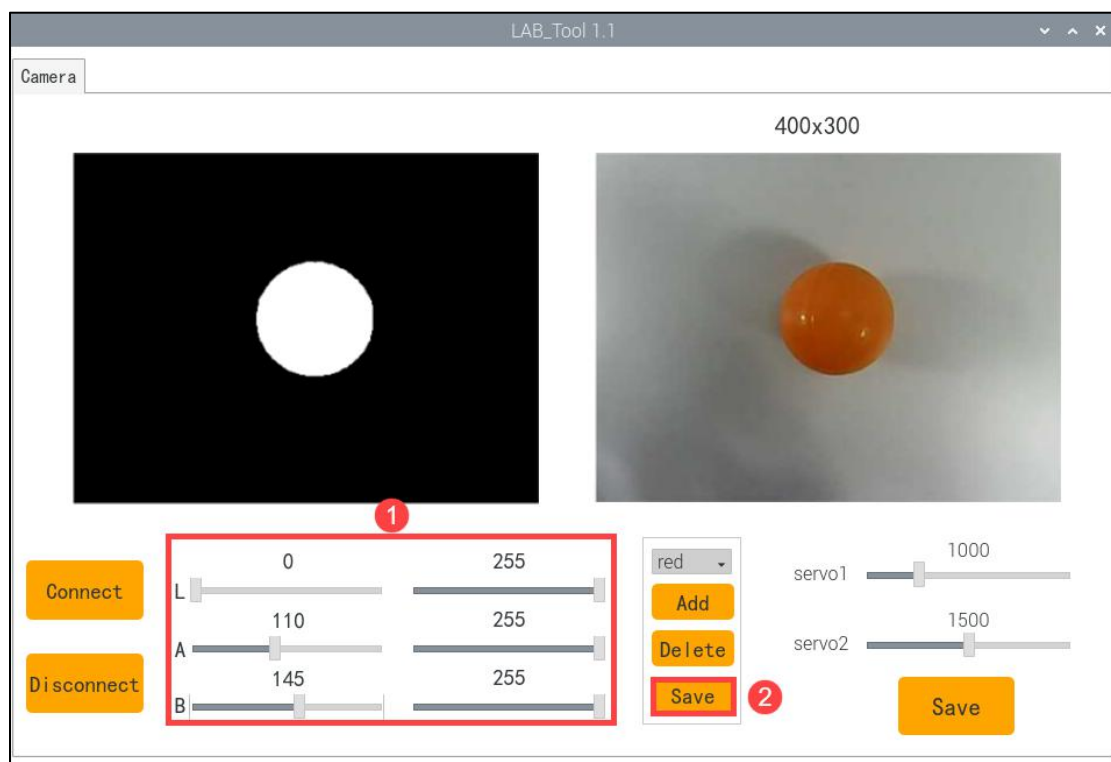 LAB_Tool 1.1
Camera
400x300
1
0 255
L
110 255
A
145 255
B
Connect
Disconnect
red
Add
Delete
Save
2
1000
servo1
1500
servo2
Save